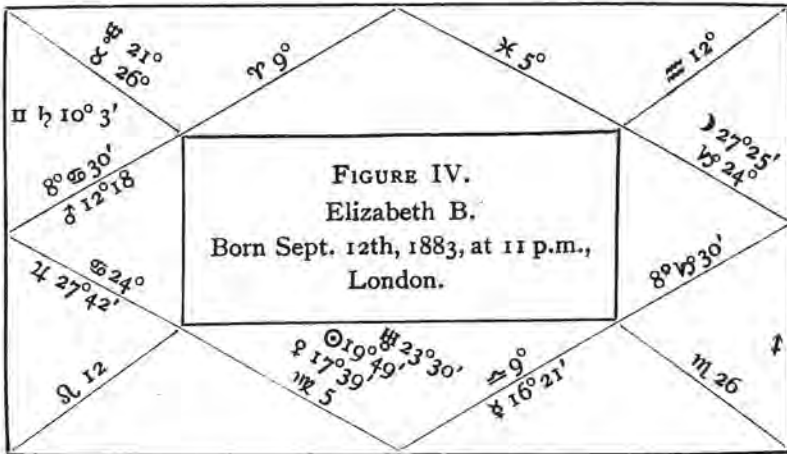 ♆ 21°
♉ 26°
♈ 9°
♓ 5°
♒ 12°
♊ ♄ 10° 3′
☽ 27° 25′
♑ 24°
8° ♋ 30′
♂ 12° 18
FIGURE IV.
Elizabeth B.
Born Sept. 12th, 1883, at 11 p.m.,
London.
♋ 24°
♃ 27° 42′
8° ♑ 30′
☉ 19° 49′
♅ 23° 30′
♀ 17° 39′
♍ 5
♎ 9°
☿ 16° 21′
♌ 12
♏ 26
♐